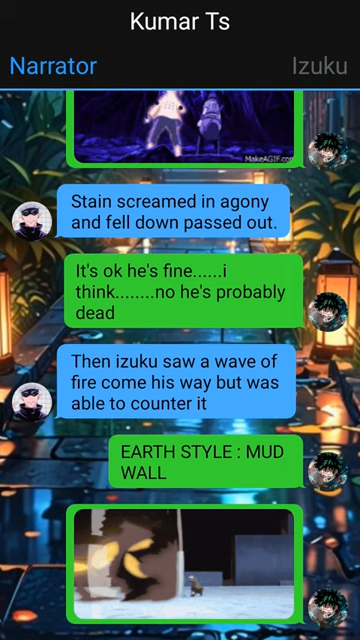 Kumar Ts
Narrator
Izuku
MakeAGIF.com
Stain screamed in agony
and fell down passed out.
It's ok he's fine......i
think........no he's probably
dead
Then izuku saw a wave of
fire come his way but was
able to counter it
EARTH STYLE : MUD
WALL